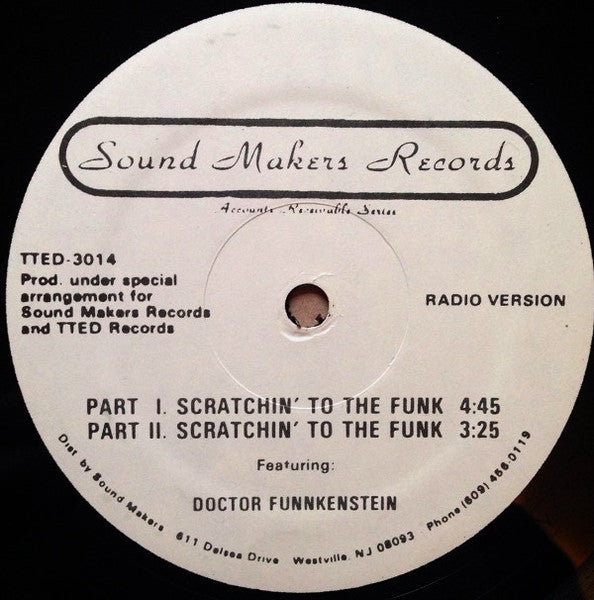 Sound Makers Records
Accounts Receivable Series
TTED-3014
Prod. under special
arrangement for
Sound Makers Records
and TTED Records
RADIO VERSION
PART I. SCRATCHIN' TO THE FUNK 4:45
PART II. SCRATCHIN' TO THE FUNK 3:25
Featuring:
DOCTOR FUNNKENSTEIN
Dist by Sound Makers 611 Delsea Drive Westville, NJ 08093 Phone (609) 456-0119